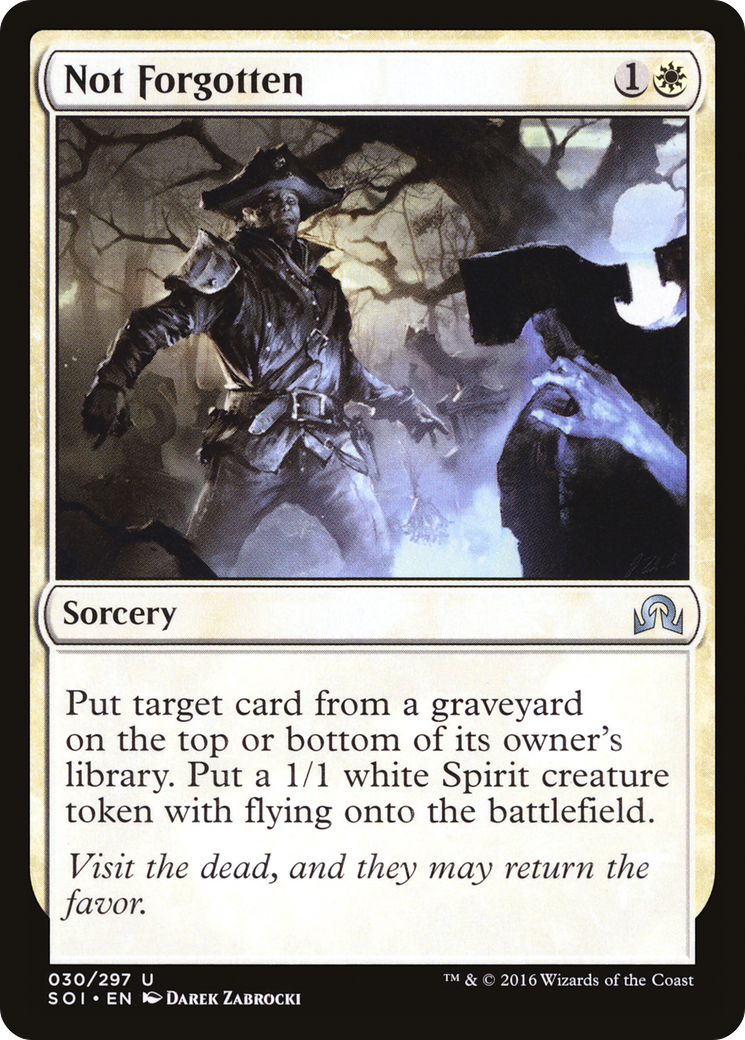 Not Forgotten
1
Sorcery
Put target card from a graveyard
on the top or bottom of its owner's
library. Put a 1/1 white Spirit creature
token with flying onto the battlefield.
Visit the dead, and they may return the
favor.
030/297 U
SOI • EN DAREK ZABROCKI
™ & © 2016 Wizards of the Coast